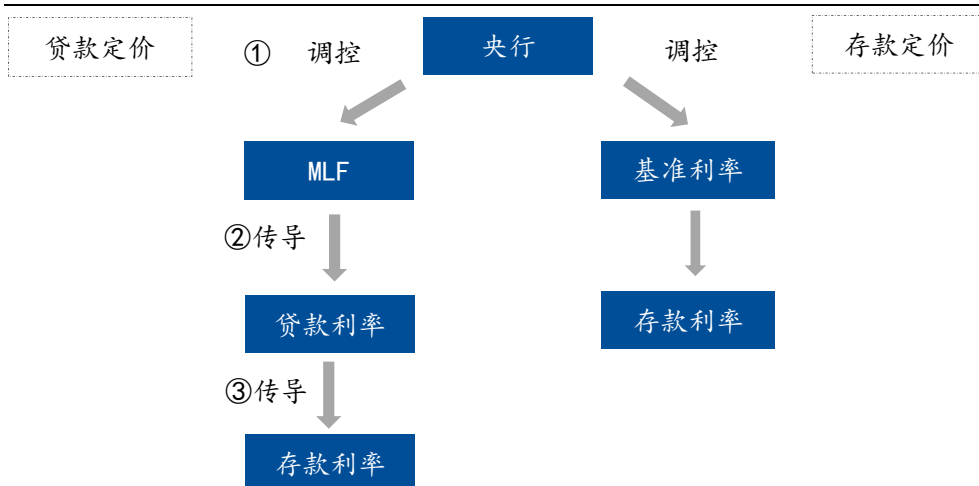 贷款定价 ① 调控 央行 调控 存款定价
MLF 基准利率
②传导
贷款利率 存款利率
③传导
存款利率